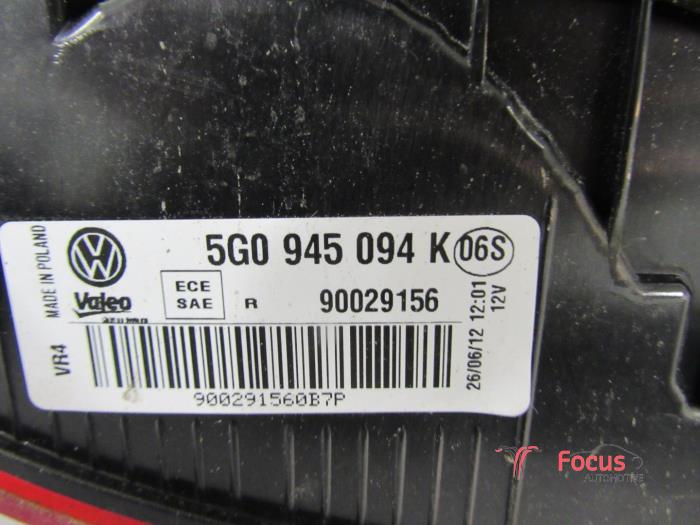 MADE IN POLAND
5G0 945 094 K 06S
Valeo
ECE
SAE
R
90029156
VR4
900291560B7P
26/06/12 12:01
12V
Focus
AUTOMOTIVE